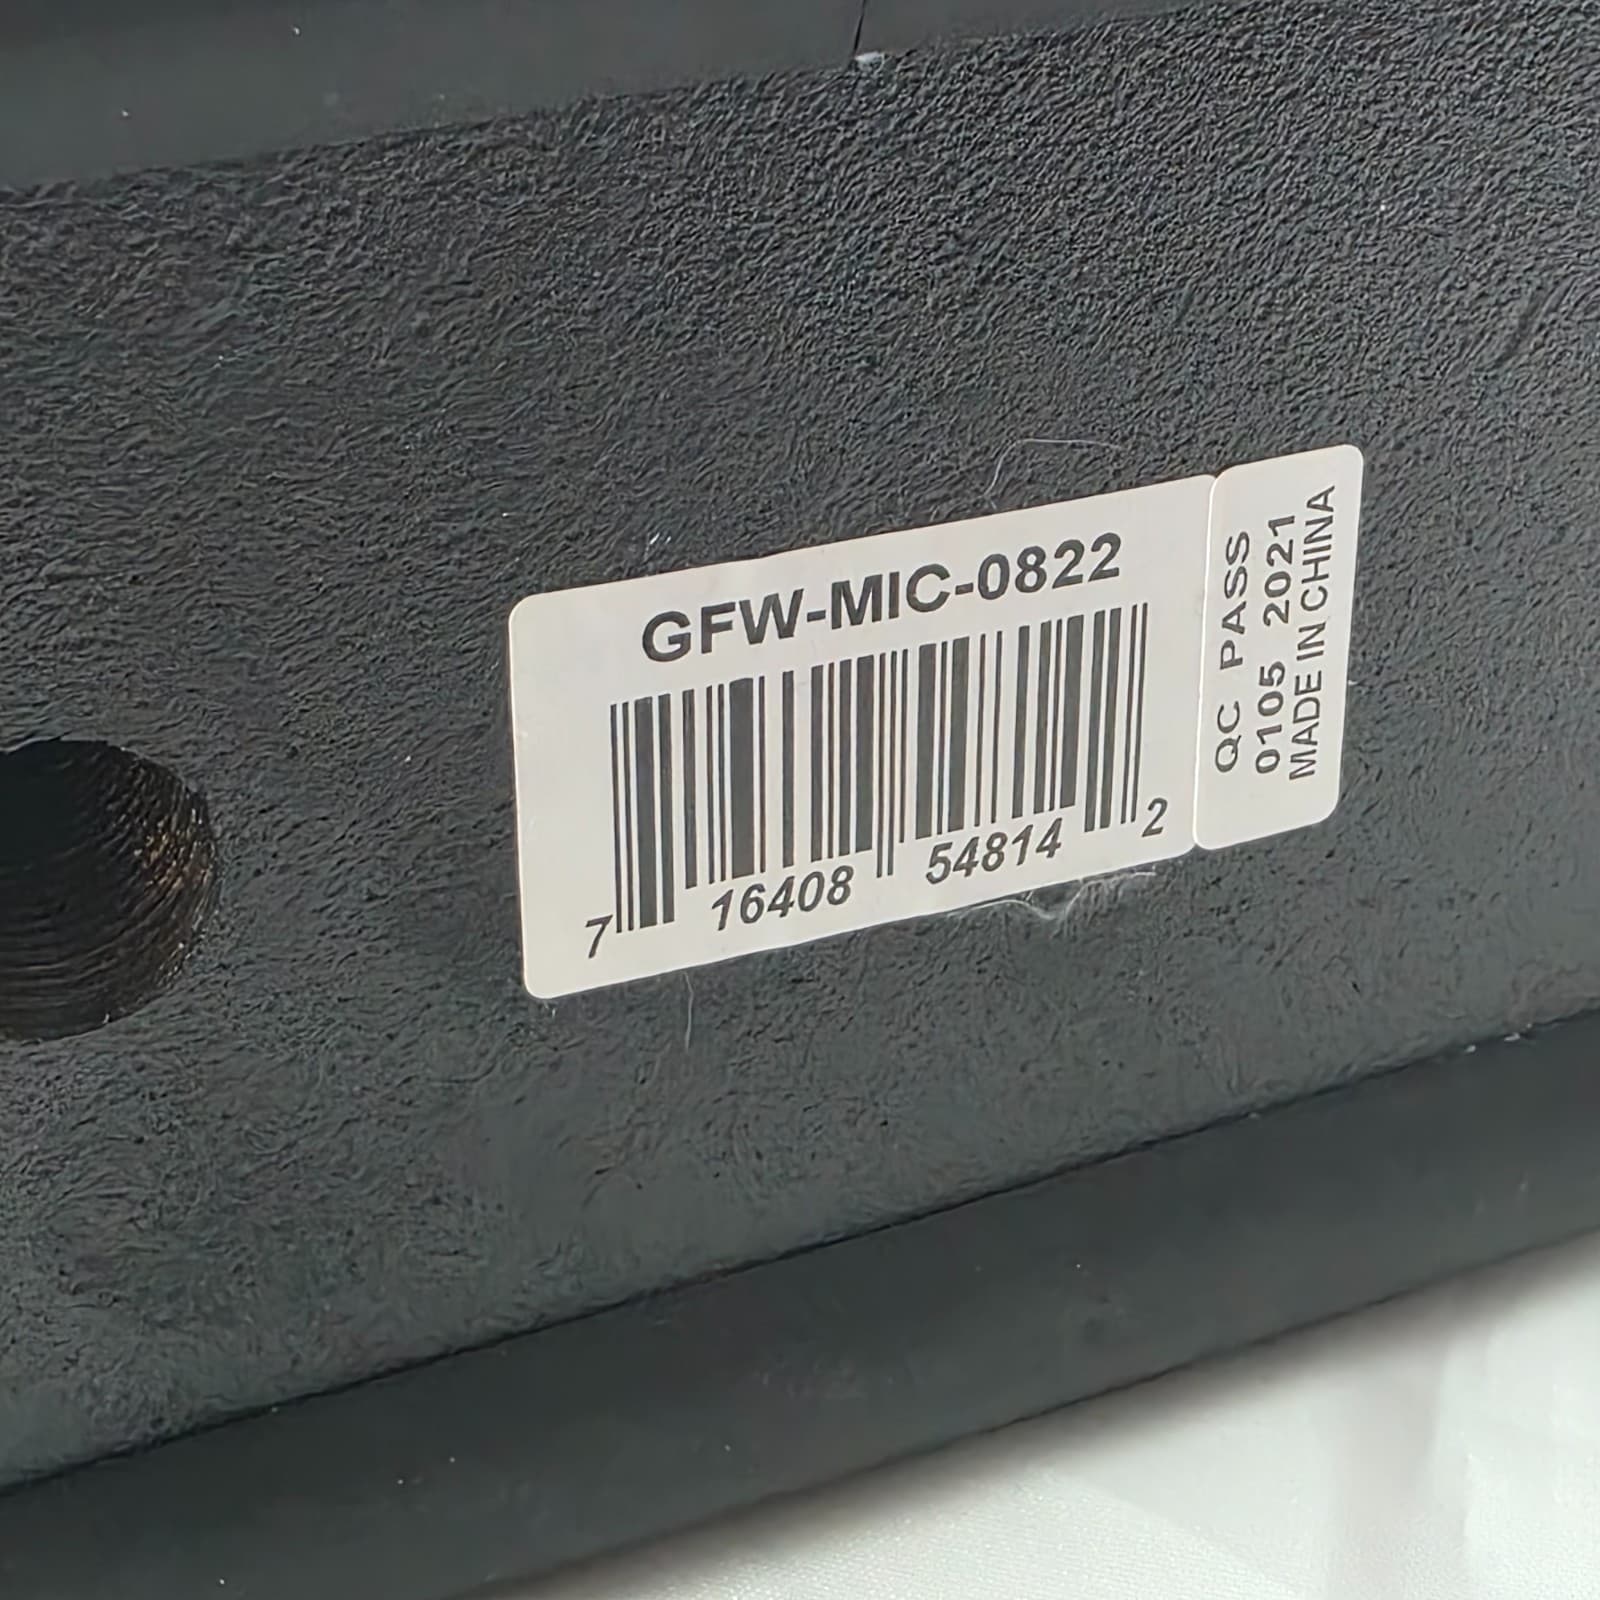 GFW-MIC-0822
7 16408 54814 2
QC PASS
0105 2021
MADE IN CHINA